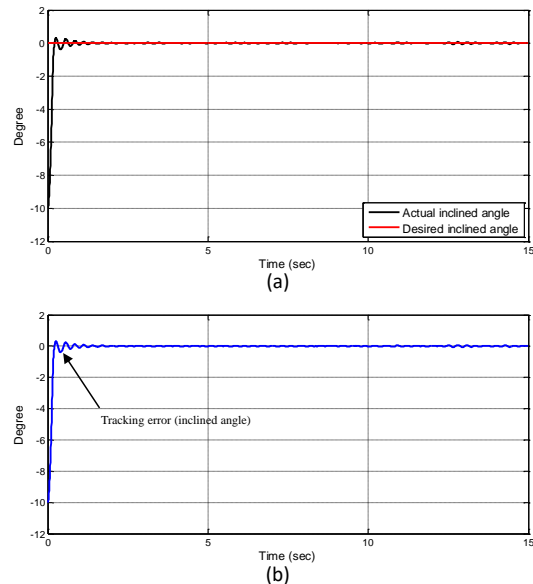 2
0
-2
-4
-6
-8
-10
-12
Degree
0 5 10 15
Time (sec)
Actual inclined angle
Desired inclined angle
(a)
2
0
-2
-4
-6
-8
-10
-12
Degree
Tracking error (inclined angle)
0 5 10 15
Time (sec)
(b)